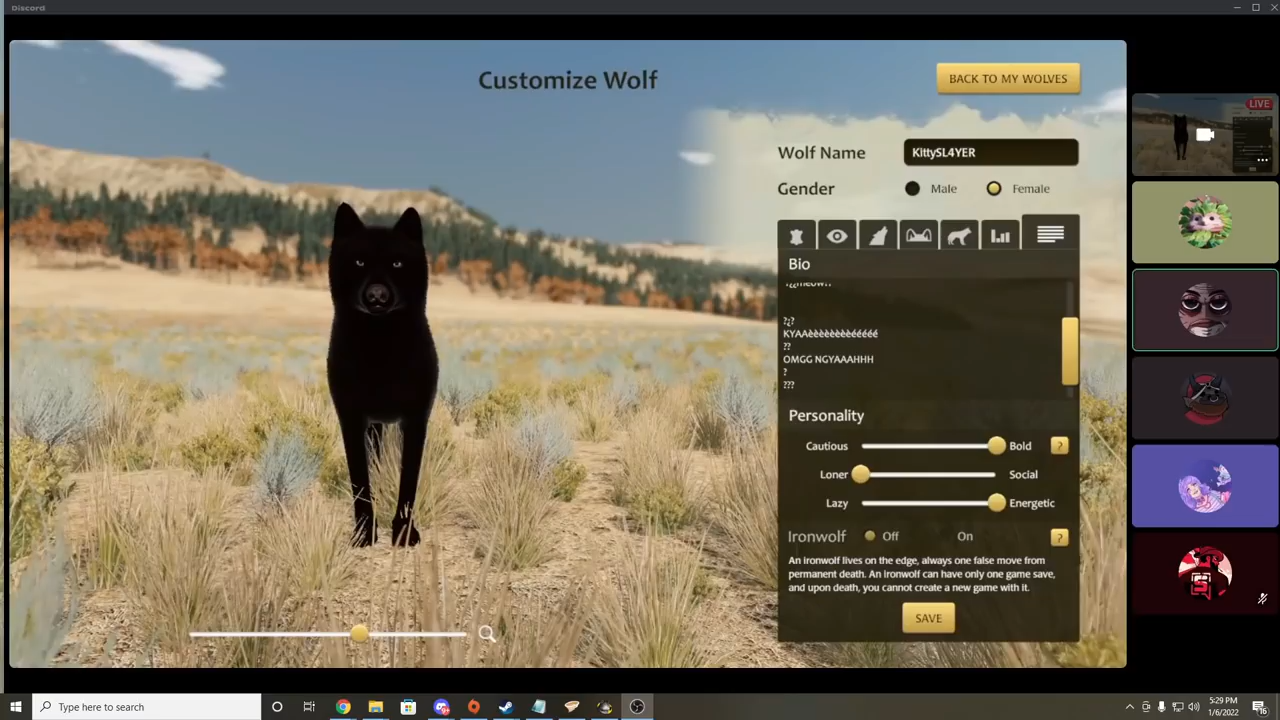 Discord
Customize Wolf
BACK TO MY WOLVES
LIVE
Wolf Name
KittySL4YER
Gender
Male
Female
Bio
?¿¿meow??
?¿?
KYAAèèèèèèèèèèèèè
??
OMGG NGYAAAHHH
?
???
Personality
Cautious
Bold
?
Loner
Social
Lazy
Energetic
Ironwolf
Off
On
?
An ironwolf lives on the edge, always one false move from
permanent death. An ironwolf can have only one game save,
and upon death, you cannot create a new game with it.
SAVE
Type here to search
5:29 PM
1/6/2022
16